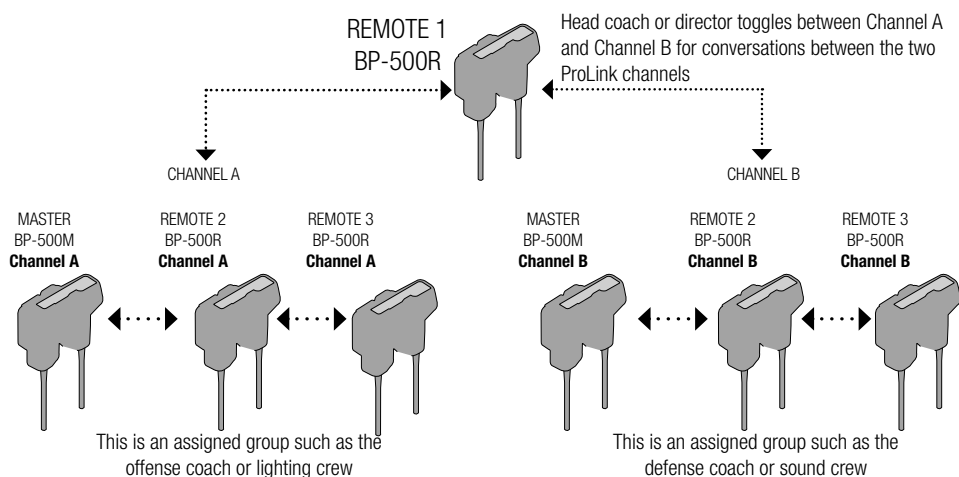 REMOTE 1
BP-500R
Head coach or director toggles between Channel A
and Channel B for conversations between the two
ProLink channels
CHANNEL A
CHANNEL B
MASTER
BP-500M
Channel A
REMOTE 2
BP-500R
Channel A
REMOTE 3
BP-500R
Channel A
MASTER
BP-500M
Channel B
REMOTE 2
BP-500R
Channel B
REMOTE 3
BP-500R
Channel B
This is an assigned group such as the
offense coach or lighting crew
This is an assigned group such as the
defense coach or sound crew